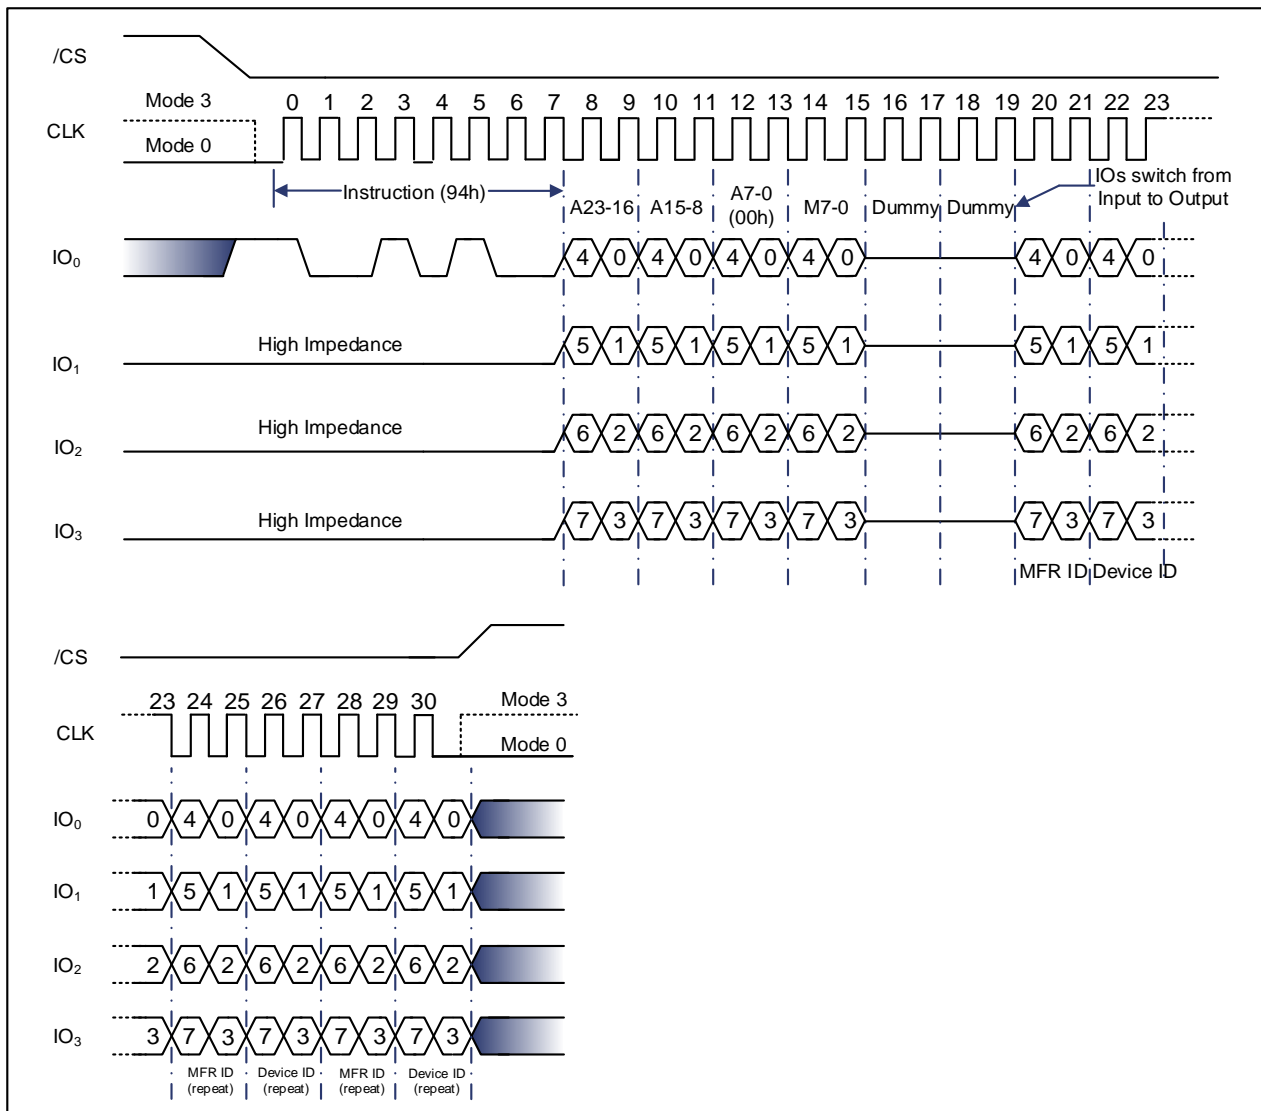 /CS
Mode 3 0 1 2 3 4 5 6 7 8 9 10 11 12 13 14 15 16 17 18 19 20 21 22 23
CLK
Mode 0
Instruction (94h) A23-16 A15-8 A7-0 (00h) M7-0 Dummy Dummy IOs switch from
Input to Output
IO0 4 0 4 0 4 0 4 0 4 0 4 0
IO1 High Impedance 5 1 5 1 5 1 5 1 5 1 5 1
IO2 High Impedance 6 2 6 2 6 2 6 2 6 2 6 2
IO3 High Impedance 7 3 7 3 7 3 7 3 7 3 7 3
MFR ID Device ID
/CS
23 24 25 26 27 28 29 30 Mode 3
CLK
Mode 0
IO0 0 4 0 4 0 4 0 4 0
IO1 1 5 1 5 1 5 1 5 1
IO2 2 6 2 6 2 6 2 6 2
IO3 3 7 3 7 3 7 3 7 3
MFR ID Device ID MFR ID Device ID
(repeat) (repeat) (repeat) (repeat)